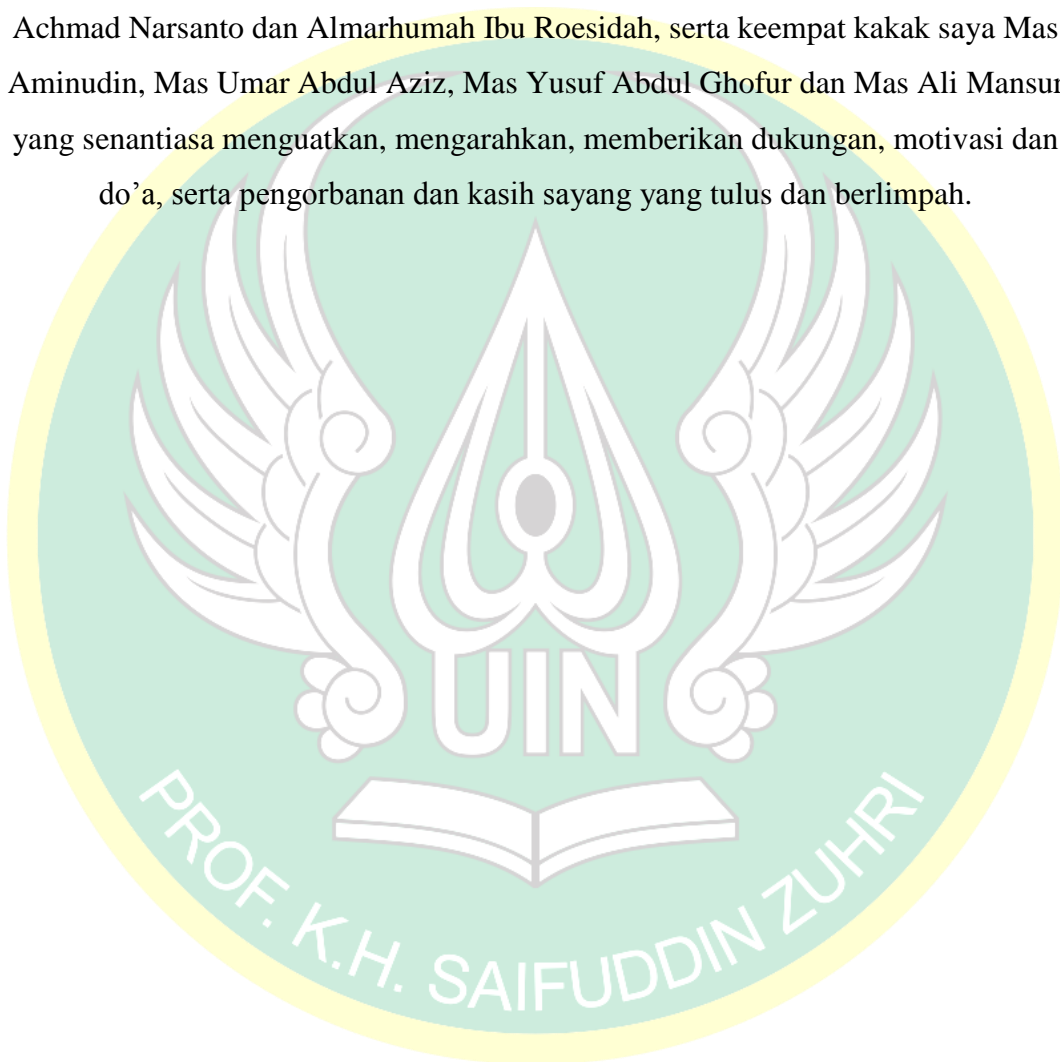 Achmad Narsanto dan Almarhumah Ibu Roesidah, serta keempat kakak saya Mas
Aminudin, Mas Umar Abdul Aziz, Mas Yusuf Abdul Ghofur dan Mas Ali Mansur
yang senantiasa menguatkan, mengarahkan, memberikan dukungan, motivasi dan
do’a, serta pengorbanan dan kasih sayang yang tulus dan berlimpah.
UIN
PROF. K.H. SAIFUDDIN ZUHRI